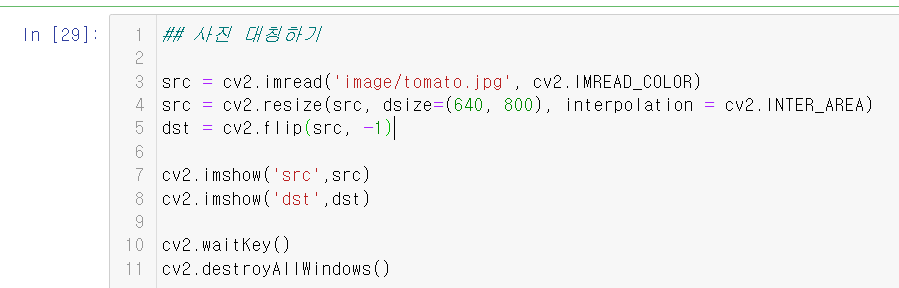 In [29]:
1 ## 사진 대칭하기
2
3 src = cv2.imread('image/tomato.jpg', cv2.IMREAD_COLOR)
4 src = cv2.resize(src, dsize=(640, 800), interpolation = cv2.INTER_AREA)
5 dst = cv2.flip(src, -1)
6
7 cv2.imshow('src',src)
8 cv2.imshow('dst',dst)
9
10 cv2.waitKey()
11 cv2.destroyAllWindows()